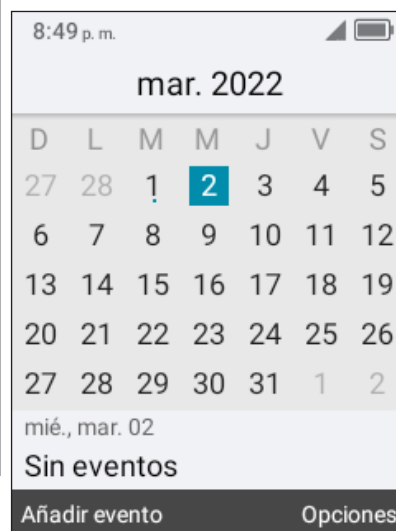 8:49 p. m.
mar. 2022
D L M M J V S
27 28 1 2 3 4 5
6 7 8 9 10 11 12
13 14 15 16 17 18 19
20 21 22 23 24 25 26
27 28 29 30 31 1 2
mié., mar. 02
Sin eventos
Añadir evento Opciones